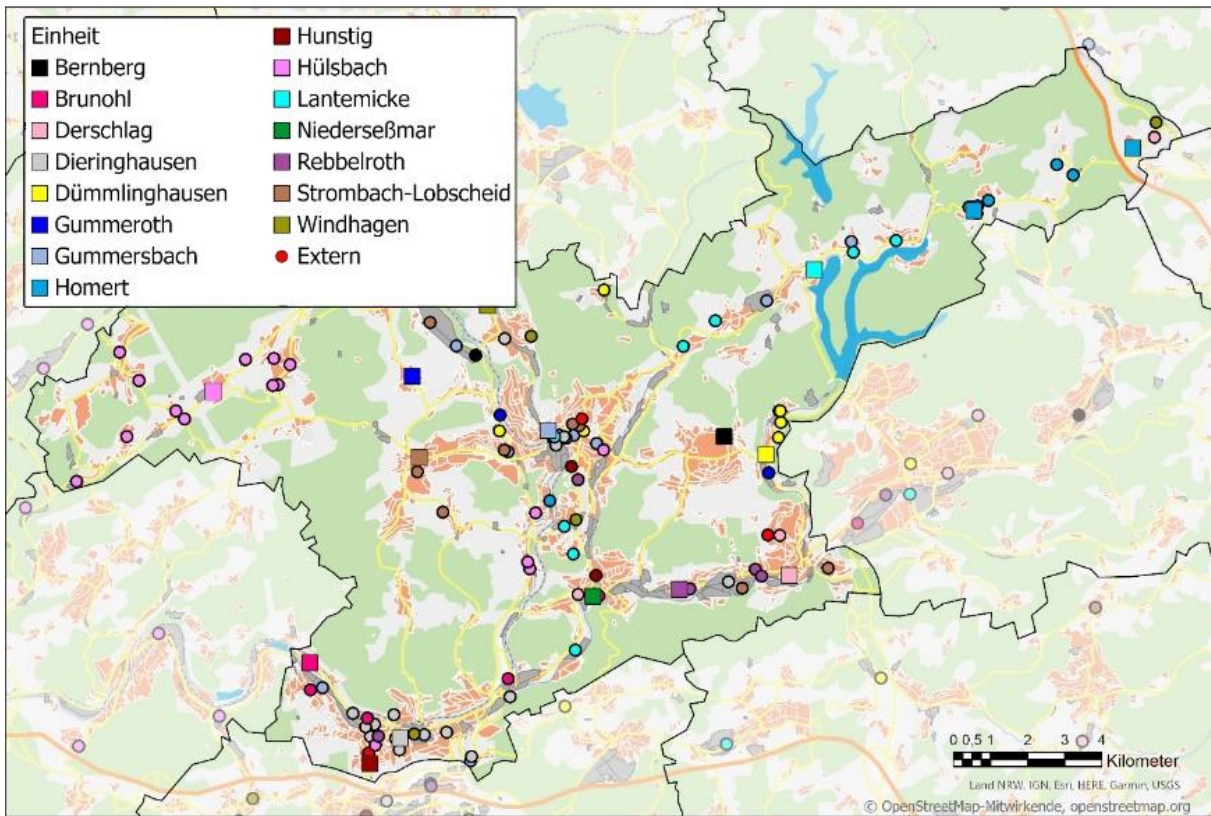 Einheit
Bernberg
Brunohl
Derschlag
Dieringhausen
Dümmlinghausen
Gummeroth
Gummersbach
Homert
Hunstig
Hülsbach
Lantemicke
Niederseßmar
Rebbelroth
Strombach-Lobscheid
Windhagen
Extern
0 0,5 1 2 3 4
Kilometer
Land NRW, IGN, Esri, HERE, Garmin, USGS
© OpenStreetMap-Mitwirkende, openstreetmap.org